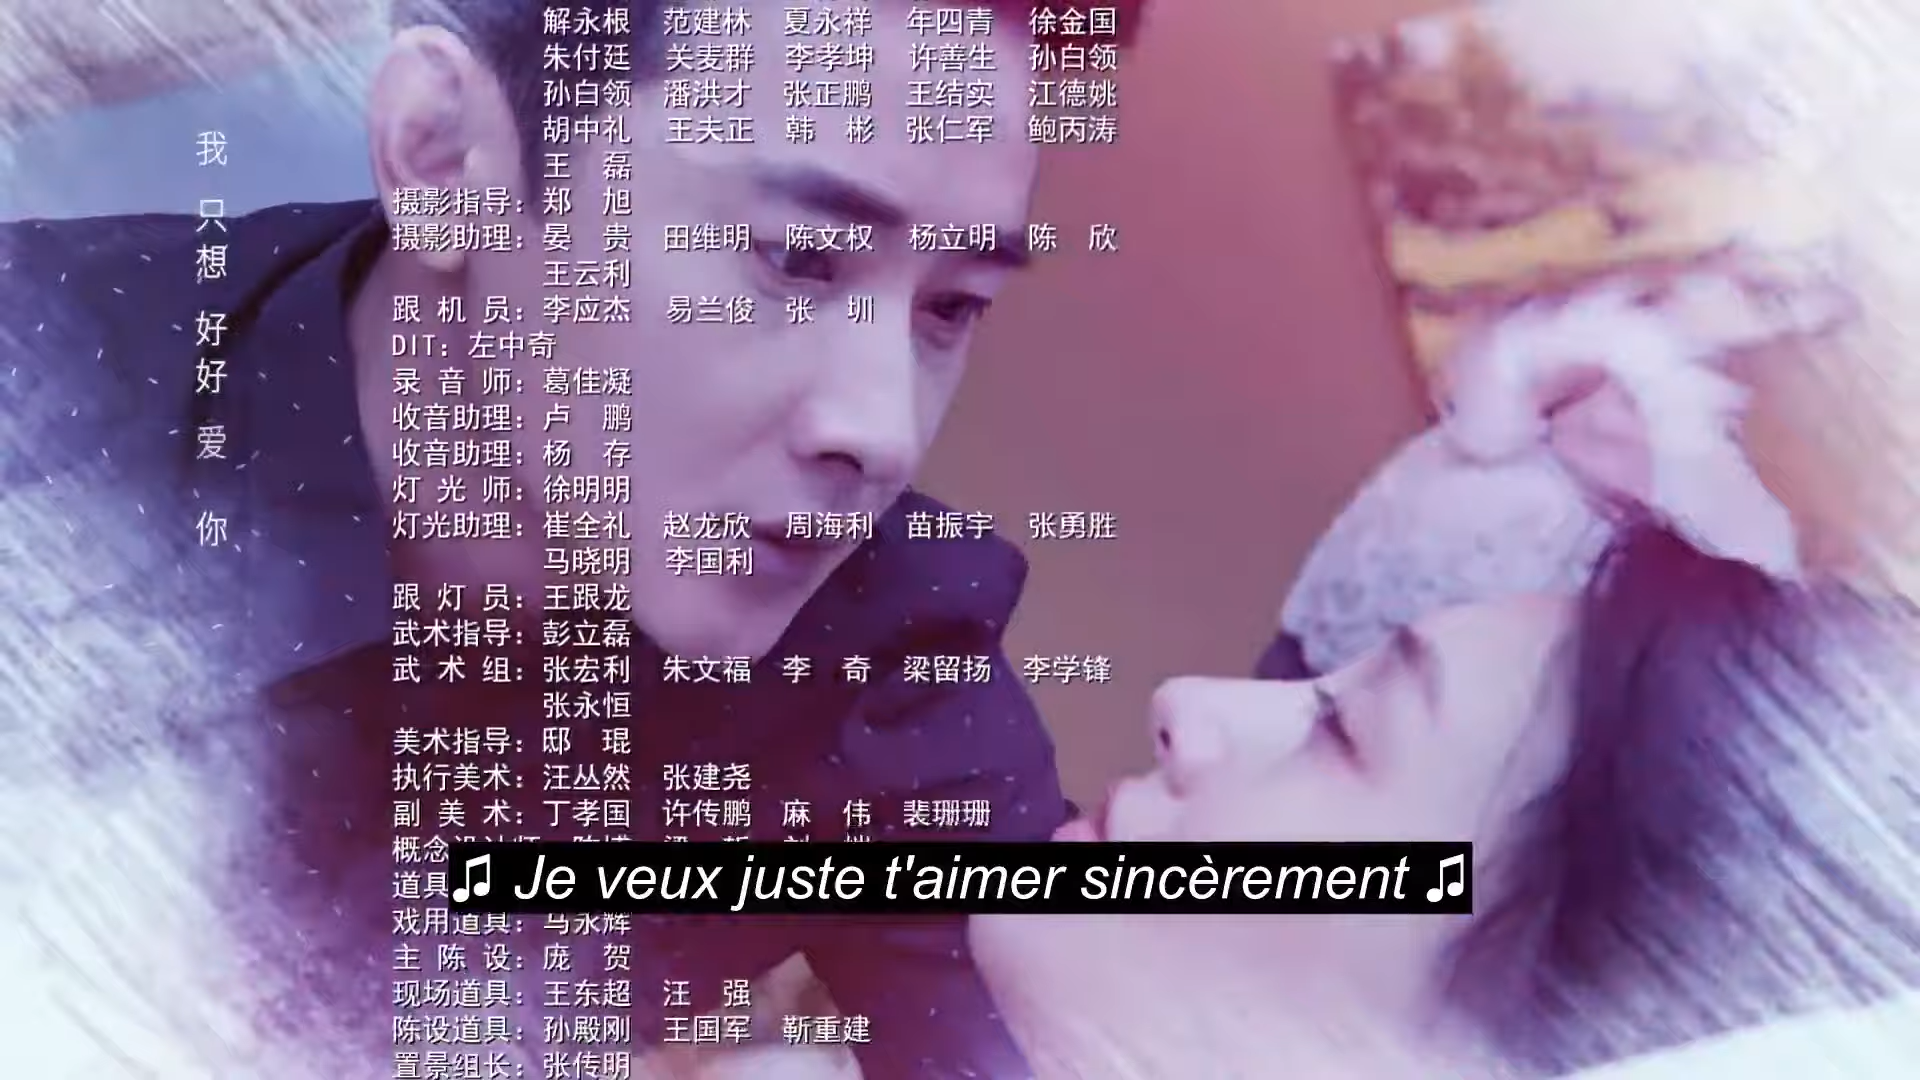 我只想好好爱你
解永根 范建林 夏永祥 年四青 徐金国
朱付廷 关麦群 李孝坤 许善生 孙白领
孙白领 潘洪才 张正鹏 王结实 江德姚
胡中礼 王夫正 韩 彬 张仁军 鲍丙涛
王 磊
摄影指导：郑 旭
摄影助理：晏 贵 田维明 陈文权 杨立明 陈 欣
王云利
跟 机 员：李应杰 易兰俊 张 圳
DIT：左中奇
录 音 师：葛佳凝
收音助理：卢 鹏
收音助理：杨 存
灯 光 师：徐明明
灯光助理：崔全礼 赵龙欣 周海利 苗振宇 张勇胜
马晓明 李国利
跟 灯 员：王跟龙
武术指导：彭立磊
武 术 组：张宏利 朱文福 李 奇 梁留扬 李学锋
张永恒
美术指导：邸 琨
执行美术：汪丛然 张建尧
副 美 术：丁孝国 许传鹏 麻 伟 裴珊珊
概念
道具
♫ Je veux juste t'aimer sincèrement ♫
戏用道具：马永辉
主 陈 设：庞 贺
现场道具：王东超 汪 强
陈设道具：孙殿刚 王国军 靳重建
置景组长：张传明